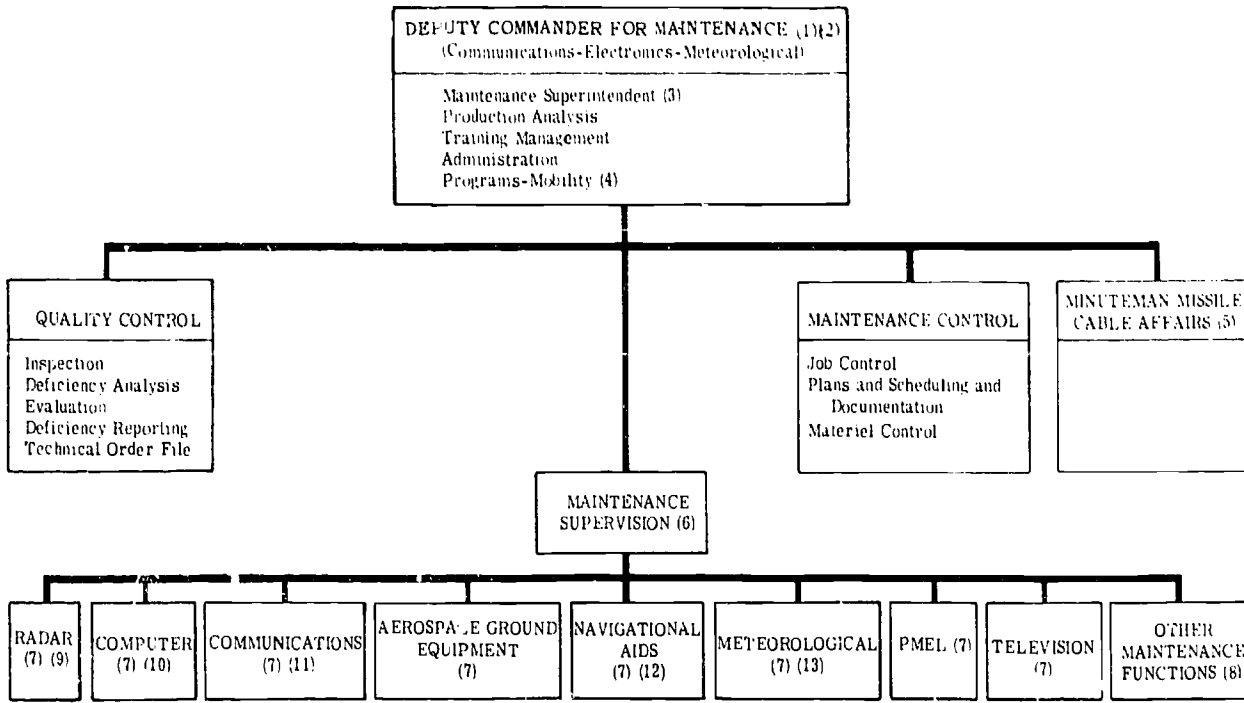 DEPUTY COMMANDER FOR MAINTENANCE (1)(2)
(Communications-Electronics-Meteorological)
Maintenance Superintendent (3)
Production Analysis
Training Management
Administration
Programs-Mobility (4)
QUALITY CONTROL
Inspection
Deficiency Analysis
Evaluation
Deficiency Reporting
Technical Order File
MAINTENANCE CONTROL
Job Control
Plans and Scheduling and
Documentation
Materiel Control
MINUTEMAN MISSILE
CABLE AFFAIRS (5)
MAINTENANCE
SUPERVISION (6)
RADAR
(7) (9)
COMPUTER
(7) (10)
COMMUNICATIONS
(7) (11)
AEROSPACE GROUND
EQUIPMENT
(7)
NAVIGATIONAL
AIDS
(7) (12)
METEOROLOGICAL
(7) (13)
PMEL (7)
TELEVISION
(7)
OTHER
MAINTENANCE
FUNCTIONS (8)